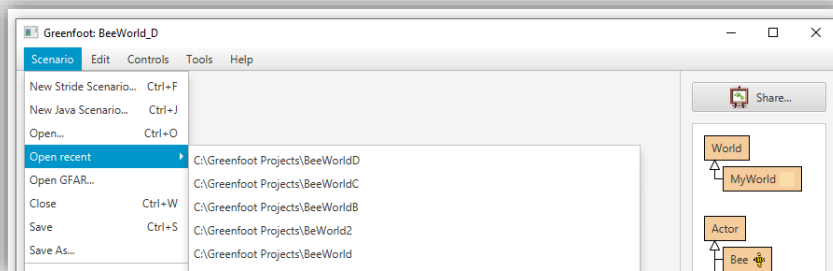 Greenfoot: BeeWorld_D
Scenario Edit Controls Tools Help
New Stride Scenario... Ctrl+F
New Java Scenario... Ctrl+J
Open... Ctrl+O
Open recent
Open GFAR...
Close Ctrl+W
Save Ctrl+S
Save As...
C:\Greenfoot Projects\BeeWorldD
C:\Greenfoot Projects\BeeWorldC
C:\Greenfoot Projects\BeeWorldB
C:\Greenfoot Projects\BeWorld2
C:\Greenfoot Projects\BeeWorld
Share...
World
MyWorld
Actor
Bee